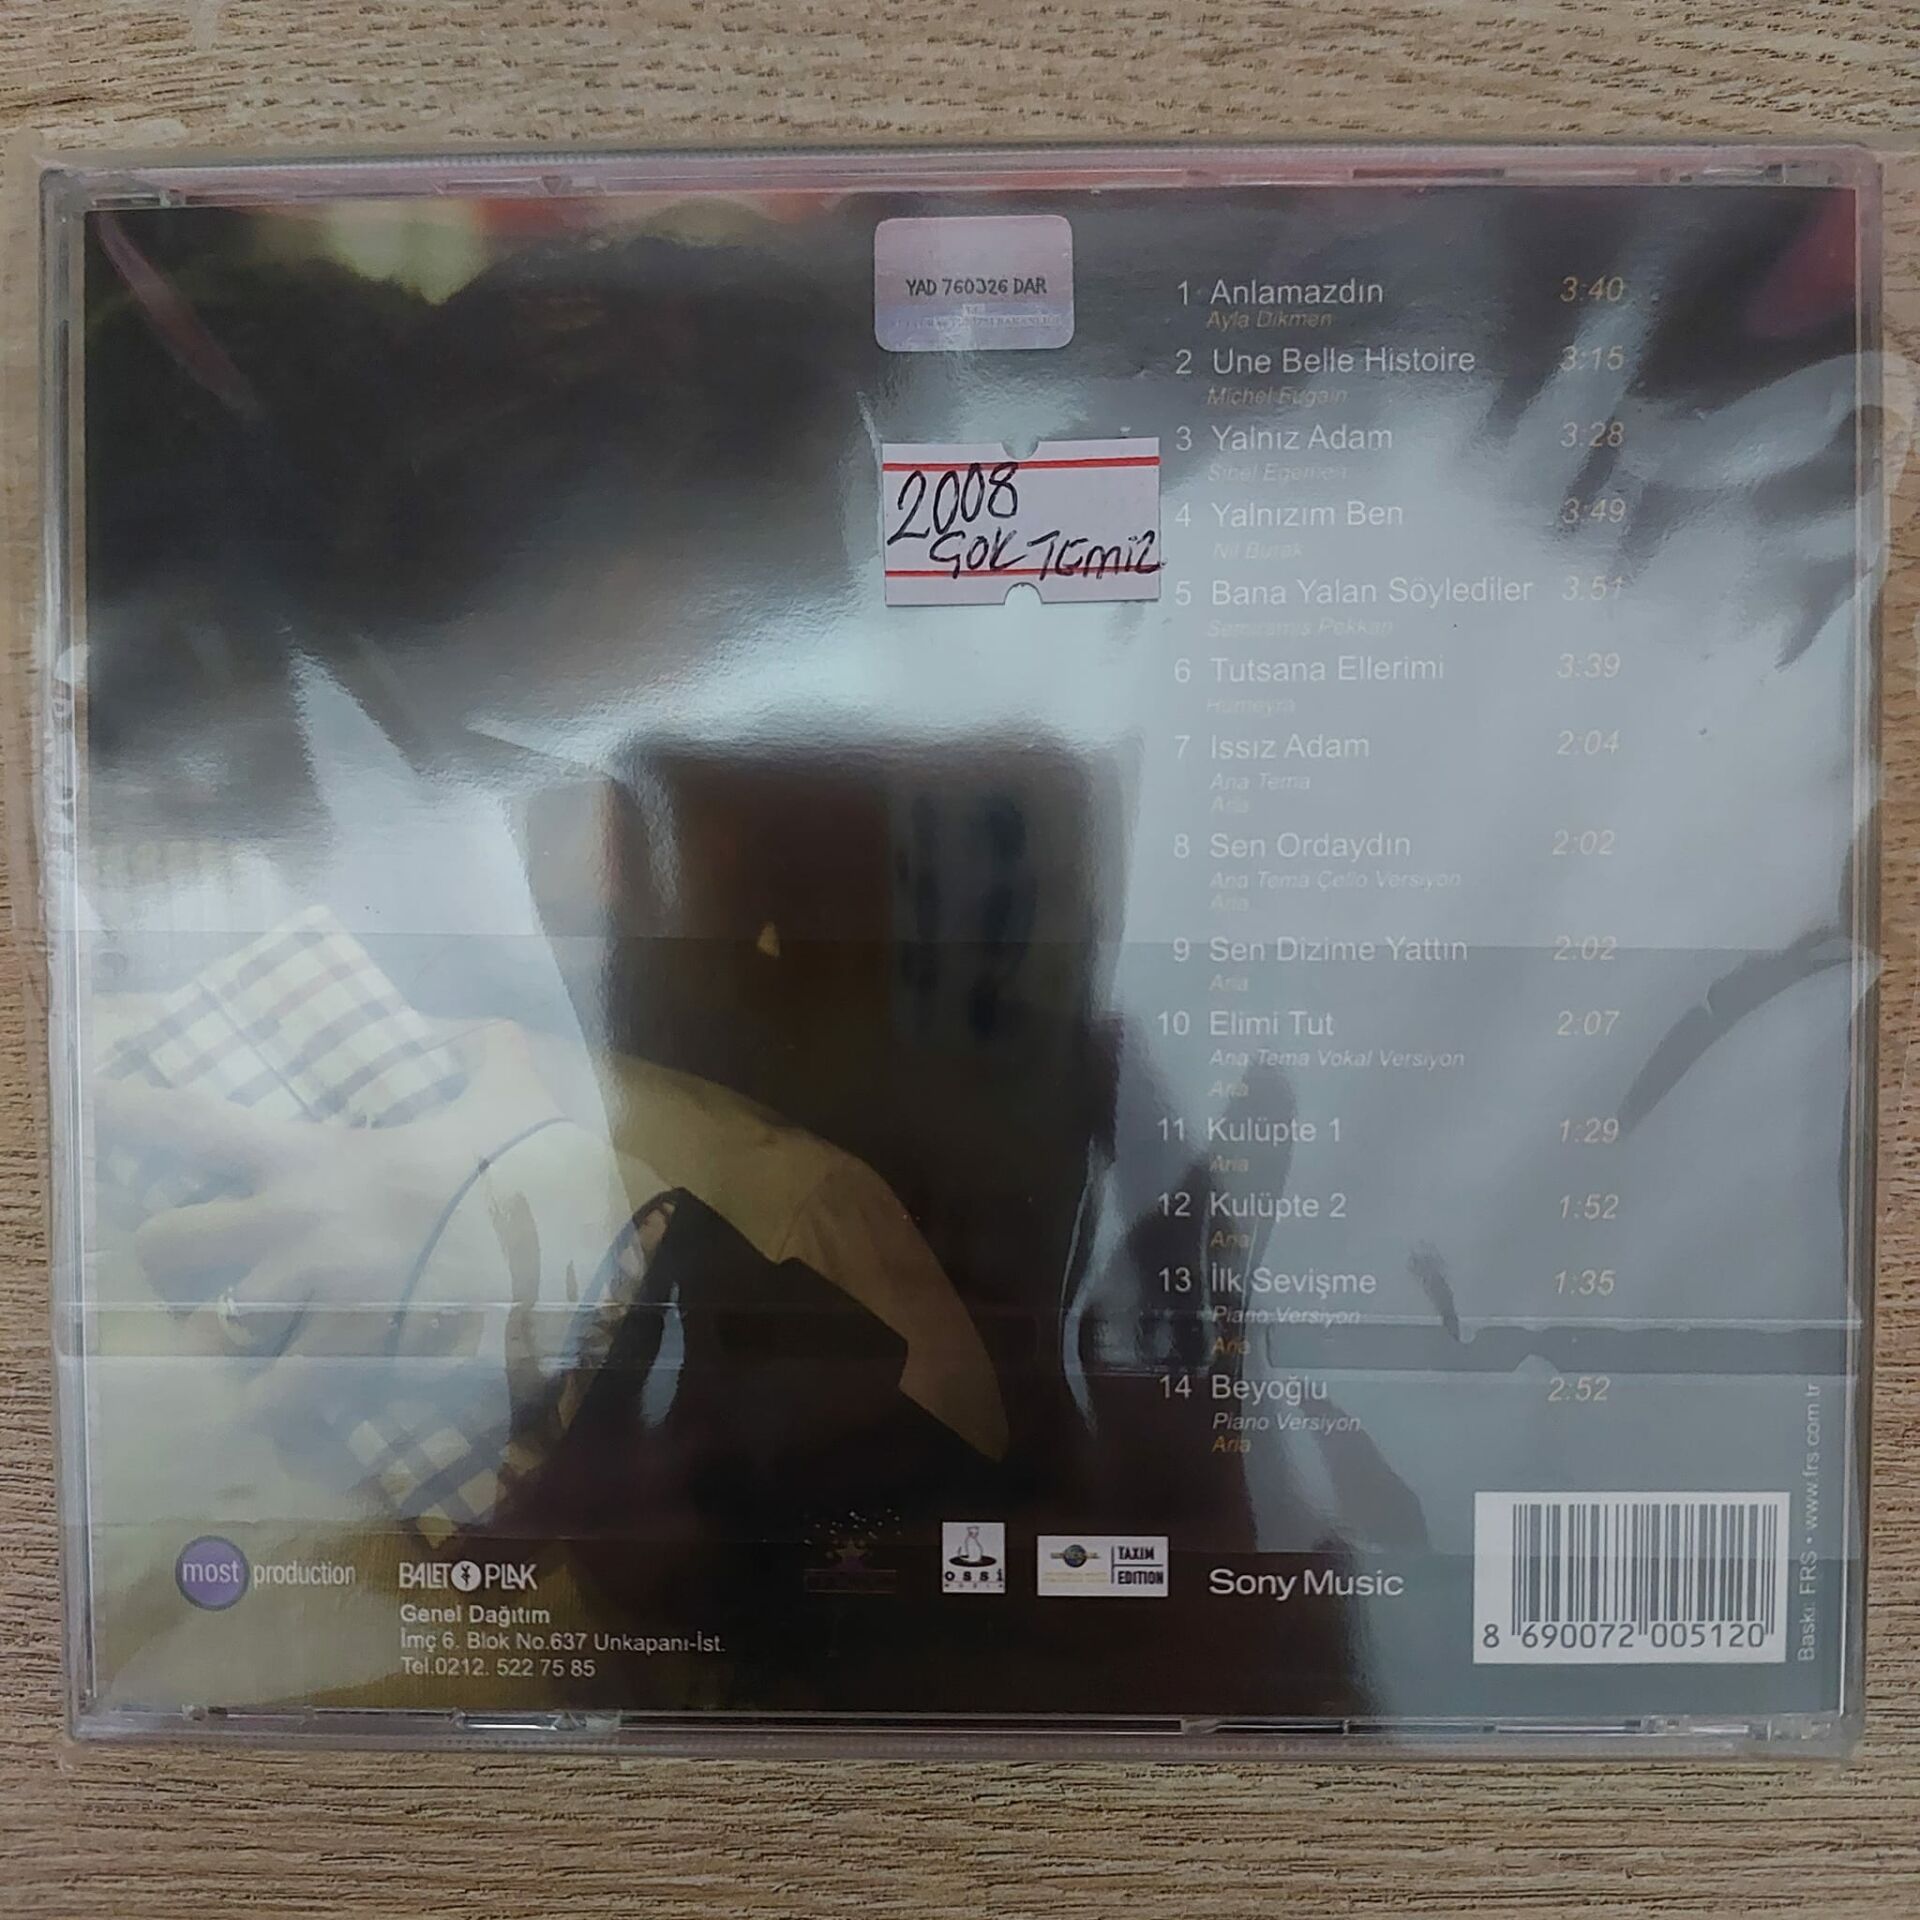 YAD 760326 DAR
2008
ÇOK TEMİZ
1 Anlamazdın 3:40
Ayla Dikmen
2 Une Belle Histoire 3:15
Michel Fugain
3 Yalnız Adam 3:28
Sibel Egemen
4 Yalnızım Ben 3:49
Nil Burak
5 Bana Yalan Söylediler 3:51
Semiramis Pekkan
6 Tutsana Ellerimi 3:39
Hümeyra
7 Issız Adam 2:04
Ana Tema
Aria
8 Sen Ordaydın 2:02
Ana Tema Çello Versiyon
Aria
9 Sen Dizime Yattın 2:02
Aria
10 Elimi Tut 2:07
Ana Tema Vokal Versiyon
Aria
11 Kulüpte 1 1:29
Aria
12 Kulüpte 2 1:52
Aria
13 İlk Sevişme 1:35
Piano Versiyon
Aria
14 Beyoğlu 2:52
Piano Versiyon
Aria
most production
BALET PLAK
Genel Dağıtım
İmç 6. Blok No.637 Unkapanı-İst.
Tel.0212. 522 75 85
ossi
TAXIM
EDITION
Sony Music
8 690072 005120
Baskı: FRS • www.frs.com.tr